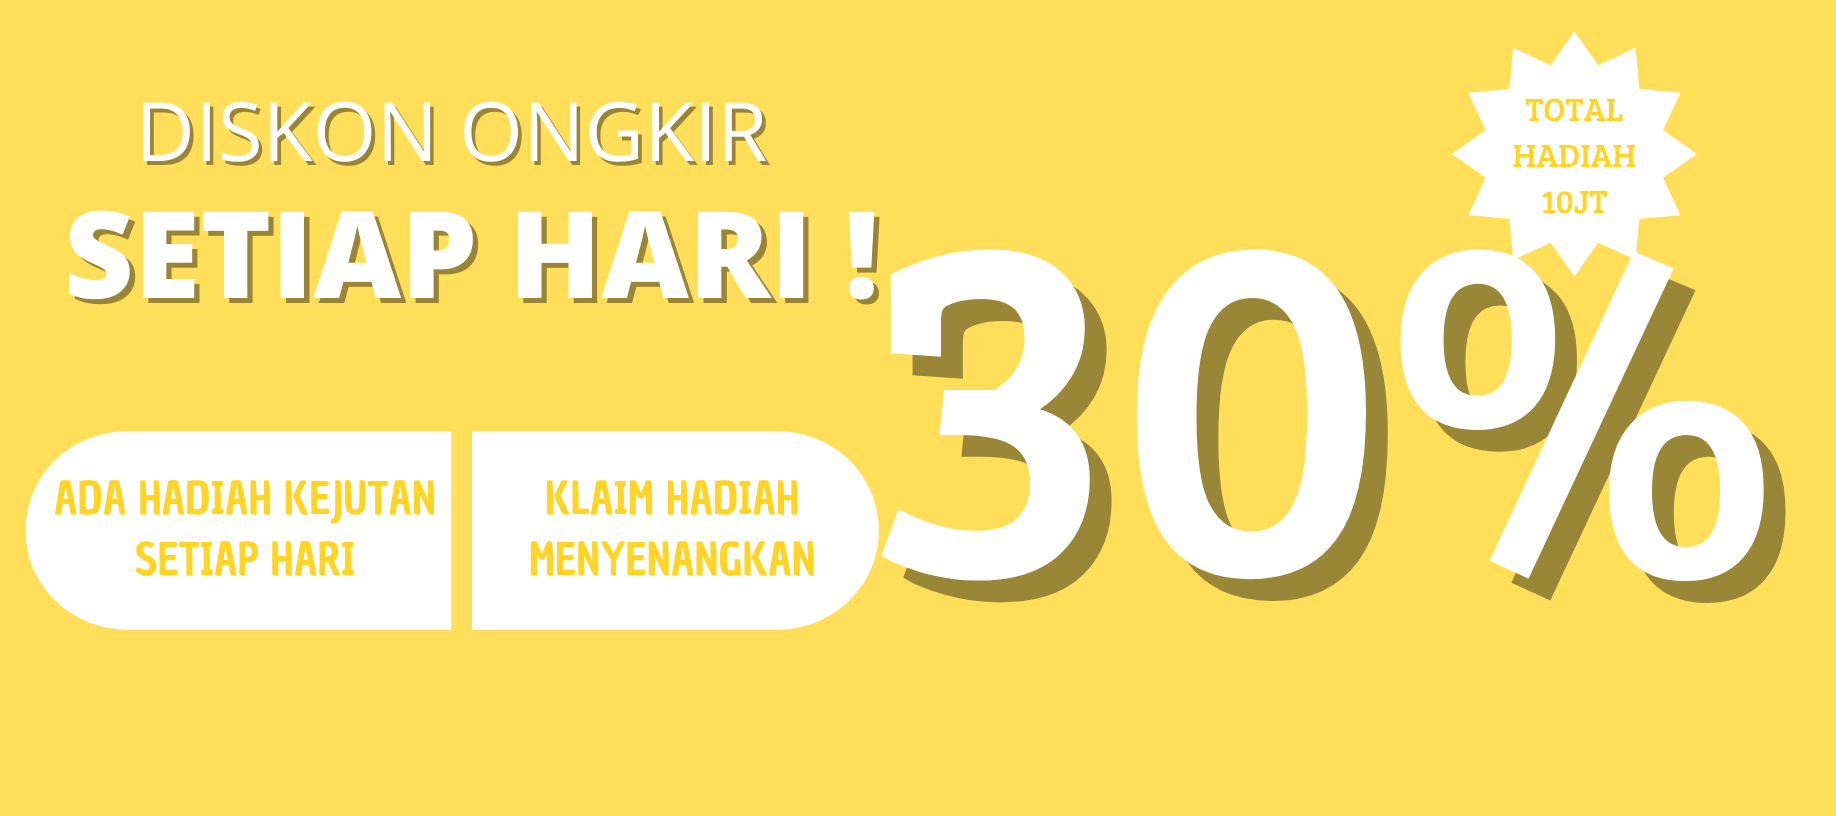 DISKON ONGKIR
SETIAP HARI !
30%
TOTAL
HADIAH
10JT
ADA HADIAH KEJUTAN
SETIAP HARI
KLAIM HADIAH
MENYENANGKAN